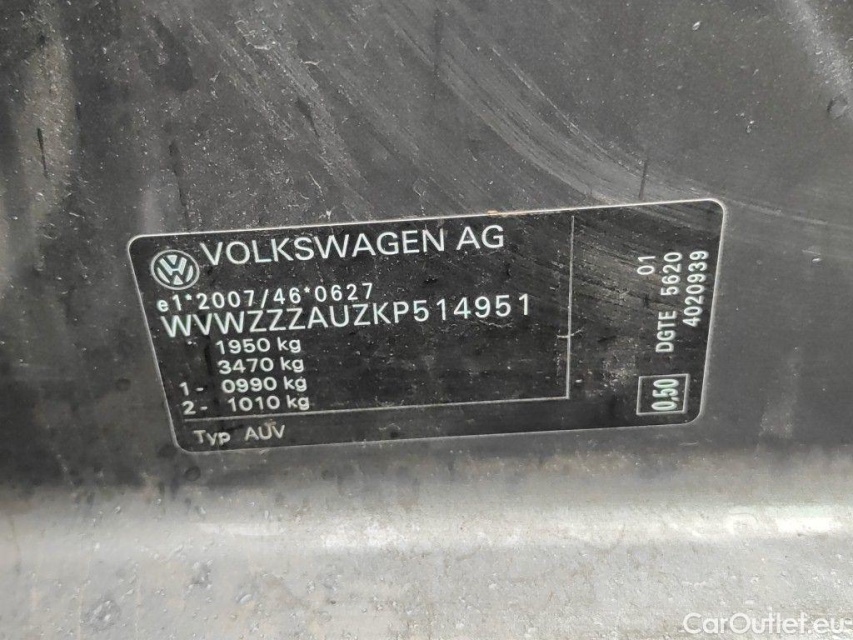 VOLKSWAGEN AG
e1*2007/46*0627
WVWZZZAUZKP514951
1950 kg
3470 kg
1- 0990 kg
2- 1010 kg
Typ AUV
01
DGTE 5620
4020939
0,50
CarOutlet.eu